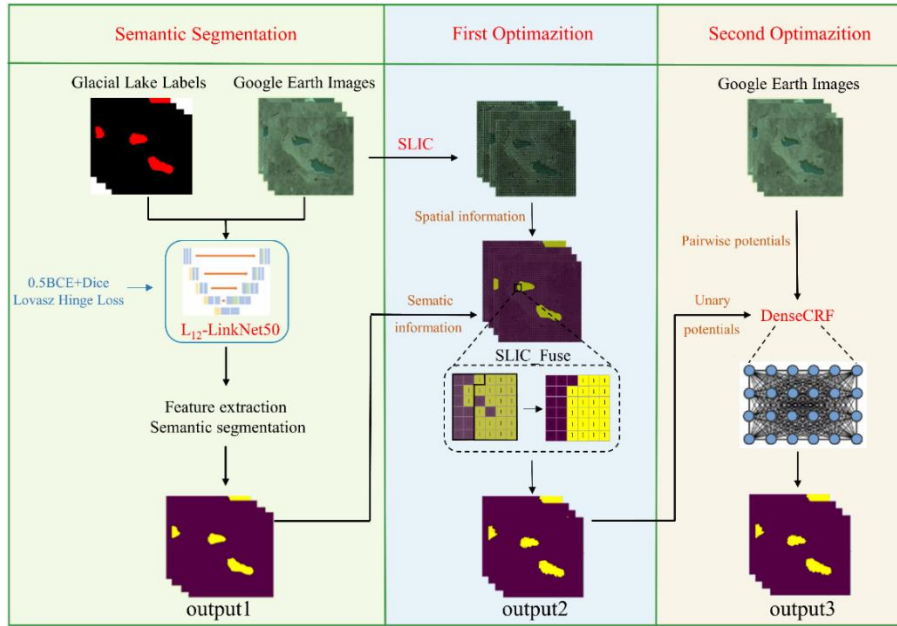 Semantic Segmentation
First Optimazition
Second Optimazition
Glacial Lake Labels
Google Earth Images
0.5BCE+Dice
Lovasz Hinge Loss
L₁₂-LinkNet50
Feature extraction
Semantic segmentation
output1
SLIC
Spatial information
Sematic
information
SLIC_Fuse
output2
Google Earth Images
Pairwise potentials
Unary
potentials
DenseCRF
output3